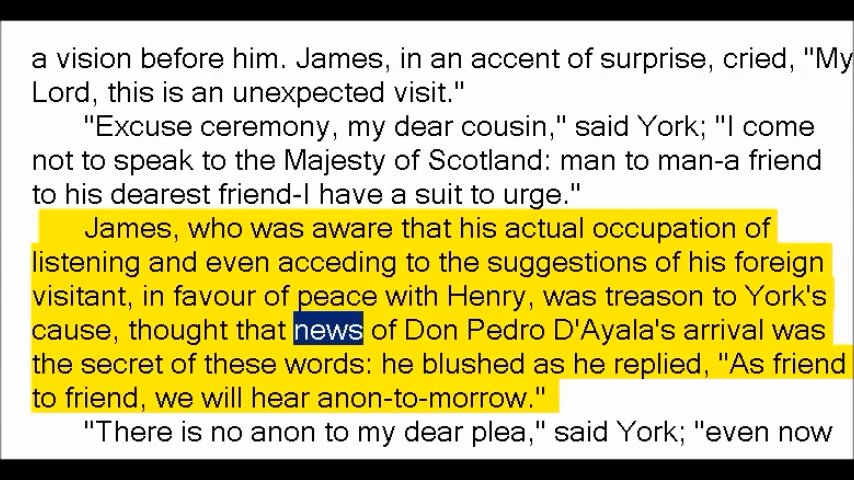 a vision before him. James, in an accent of surprise, cried, "My
Lord, this is an unexpected visit."
"Excuse ceremony, my dear cousin," said York; "I come
not to speak to the Majesty of Scotland: man to man-a friend
to his dearest friend-I have a suit to urge."
James, who was aware that his actual occupation of
listening and even acceding to the suggestions of his foreign
visitant, in favour of peace with Henry, was treason to York's
cause, thought that news of Don Pedro D'Ayala's arrival was
the secret of these words: he blushed as he replied, "As friend
to friend, we will hear anon-to-morrow."
"There is no anon to my dear plea," said York; "even now